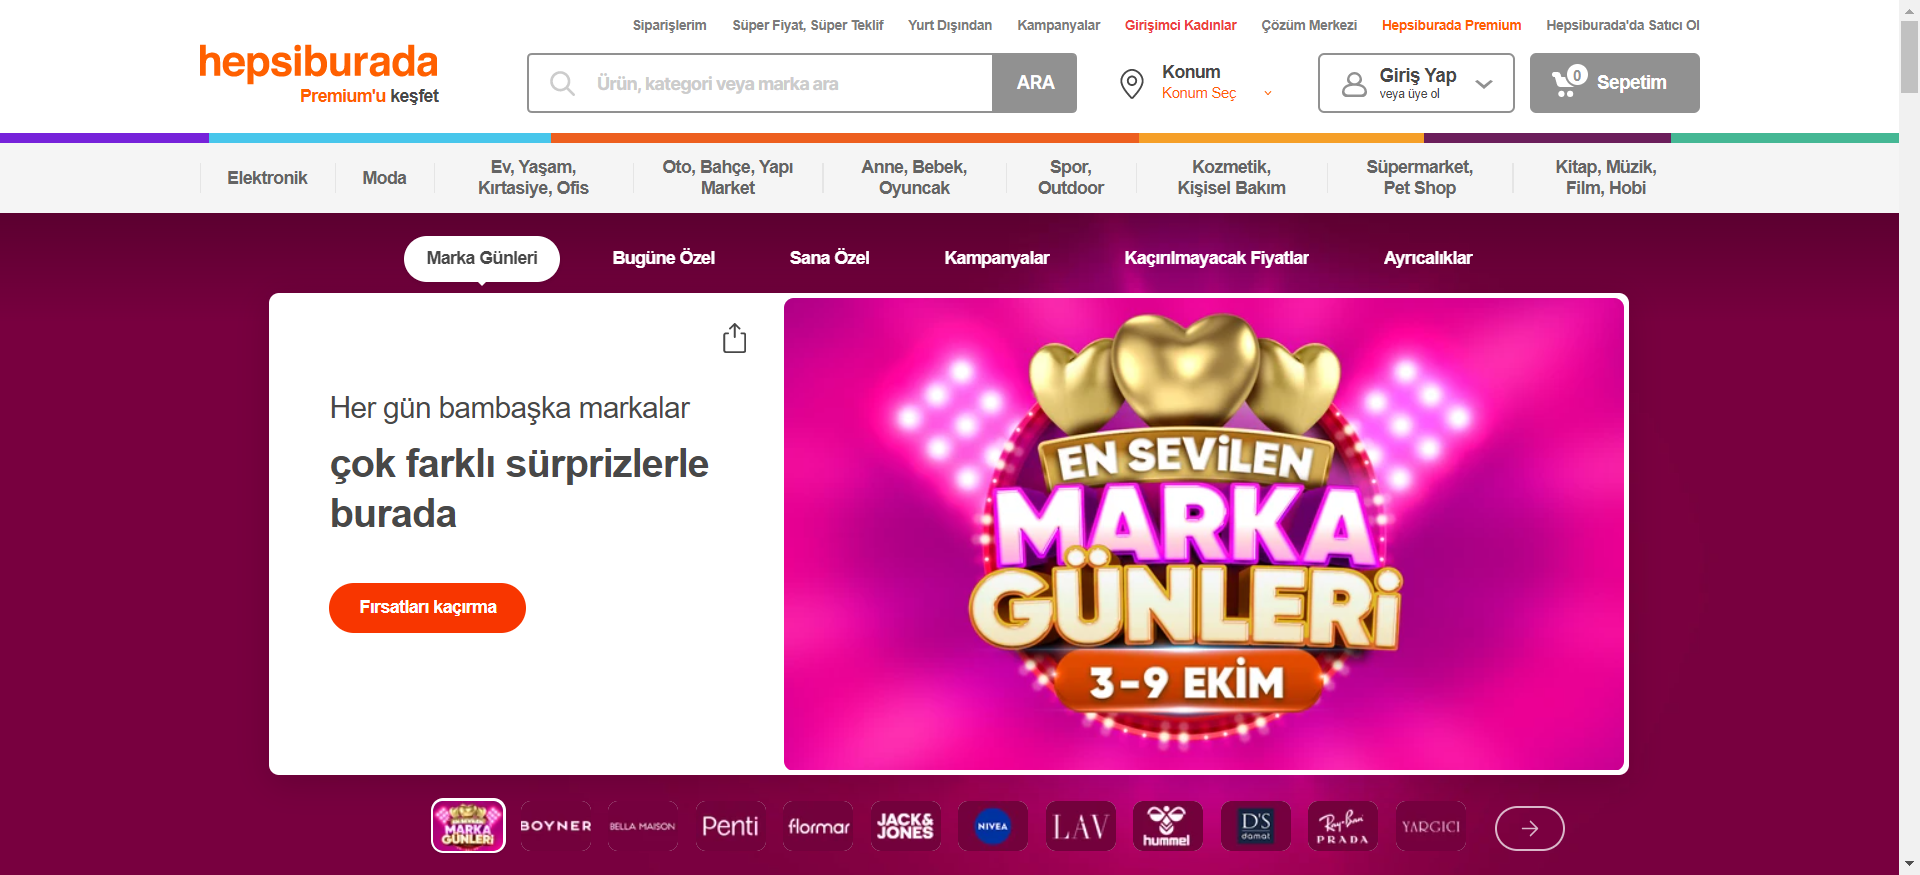 Siparişlerim Süper Fiyat, Süper Teklif Yurt Dışından Kampanyalar Girişimci Kadınlar Çözüm Merkezi Hepsiburada Premium Hepsiburada'da Satıcı Ol
hepsiburada
Premium'u keşfet
Ürün, kategori veya marka ara
ARA
Konum
Konum Seç
Giriş Yap
veya üye ol
0
Sepetim
Elektronik
Moda
Ev, Yaşam,
Kırtasiye, Ofis
Oto, Bahçe, Yapı
Market
Anne, Bebek,
Oyuncak
Spor,
Outdoor
Kozmetik,
Kişisel Bakım
Süpermarket,
Pet Shop
Kitap, Müzik,
Film, Hobi
Marka Günleri Bugüne Özel Sana Özel Kampanyalar Kaçırılmayacak Fiyatlar Ayrıcalıklar
Her gün bambaşka markalar
çok farklı sürprizlerle
burada
Fırsatları kaçırma
EN SEVİLEN
MARKA
GÜNLERİ
3-9 EKİM
EN SEVİLEN
MARKA
GÜNLERİ
BOYNER
BELLA MAISON
Penti
flormar
JACK&
JONES
NIVEA
LAV
hummel
D'S
damat
Ray-Ban
PRADA
YARGICI